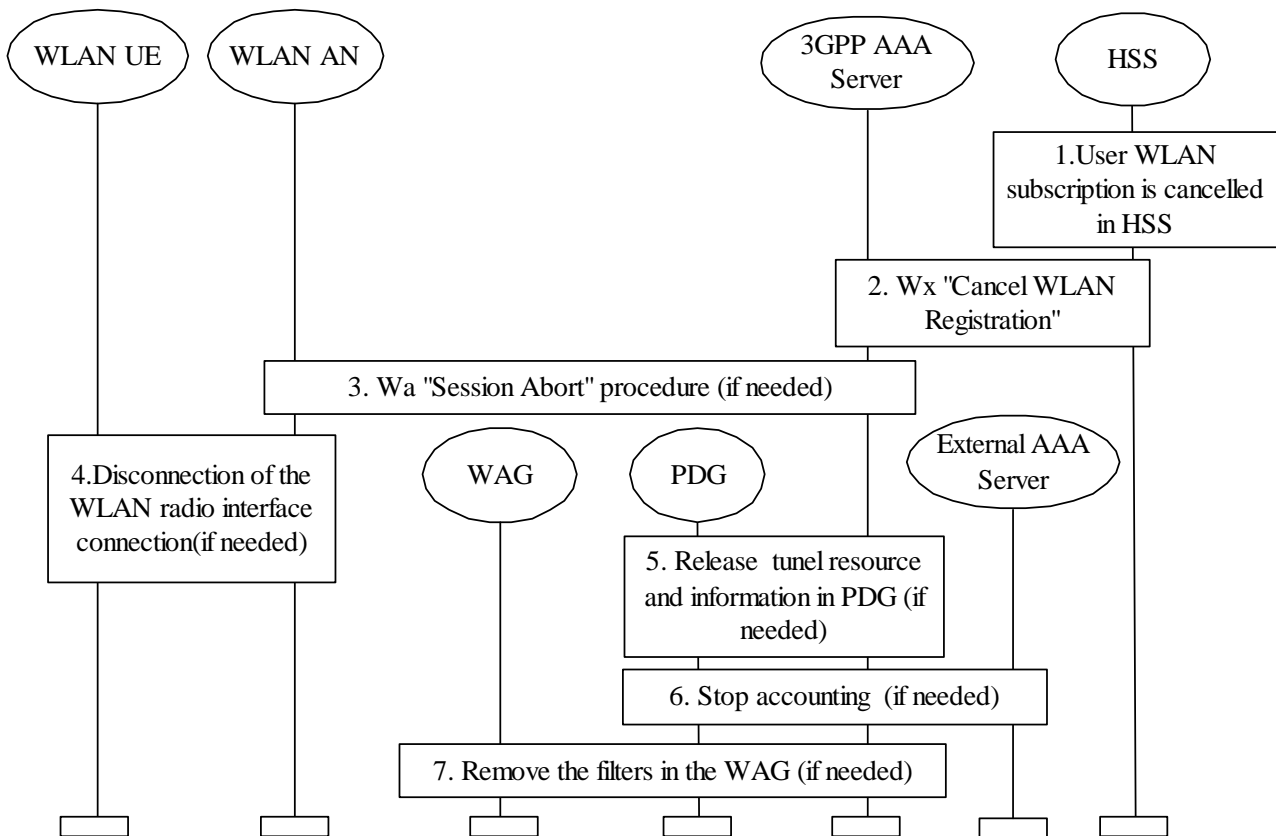 WLAN UE
WLAN AN
3GPP AAA
Server
HSS
1.User WLAN
subscription is cancelled
in HSS
2. Wx "Cancel WLAN
Registration"
3. Wa "Session Abort" procedure (if needed)
4.Disconnection of the
WLAN radio interface
connection(if needed)
WAG
PDG
External AAA
Server
5. Release tunel resource
and information in PDG (if
needed)
6. Stop accounting (if needed)
7. Remove the filters in the WAG (if needed)